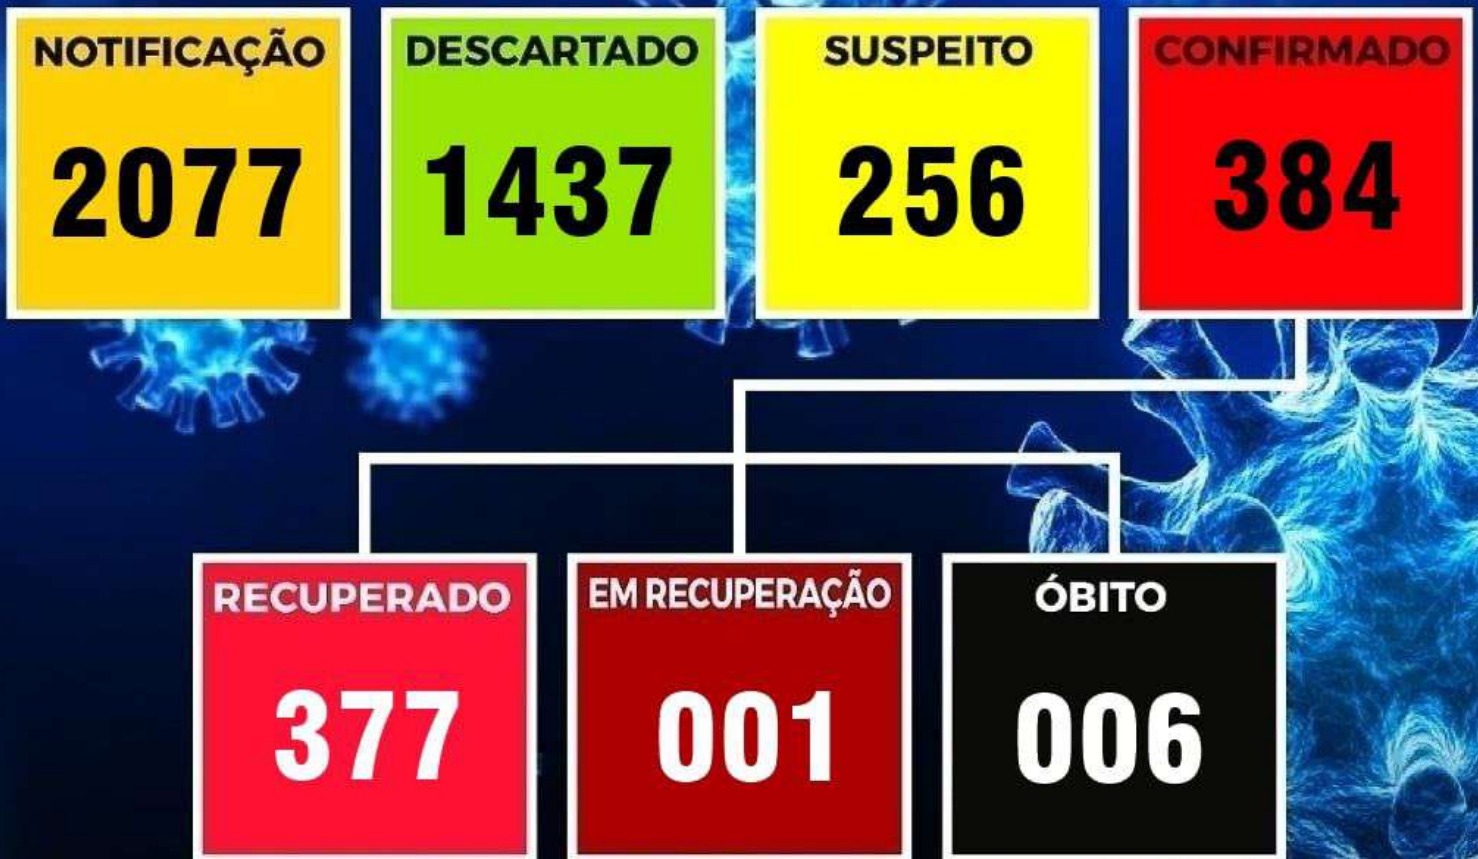 NOTIFICAÇÃO
2077
DESCARTADO
1437
SUSPEITO
256
CONFIRMADO
384
RECUPERADO
377
EM RECUPERAÇÃO
001
ÓBITO
006